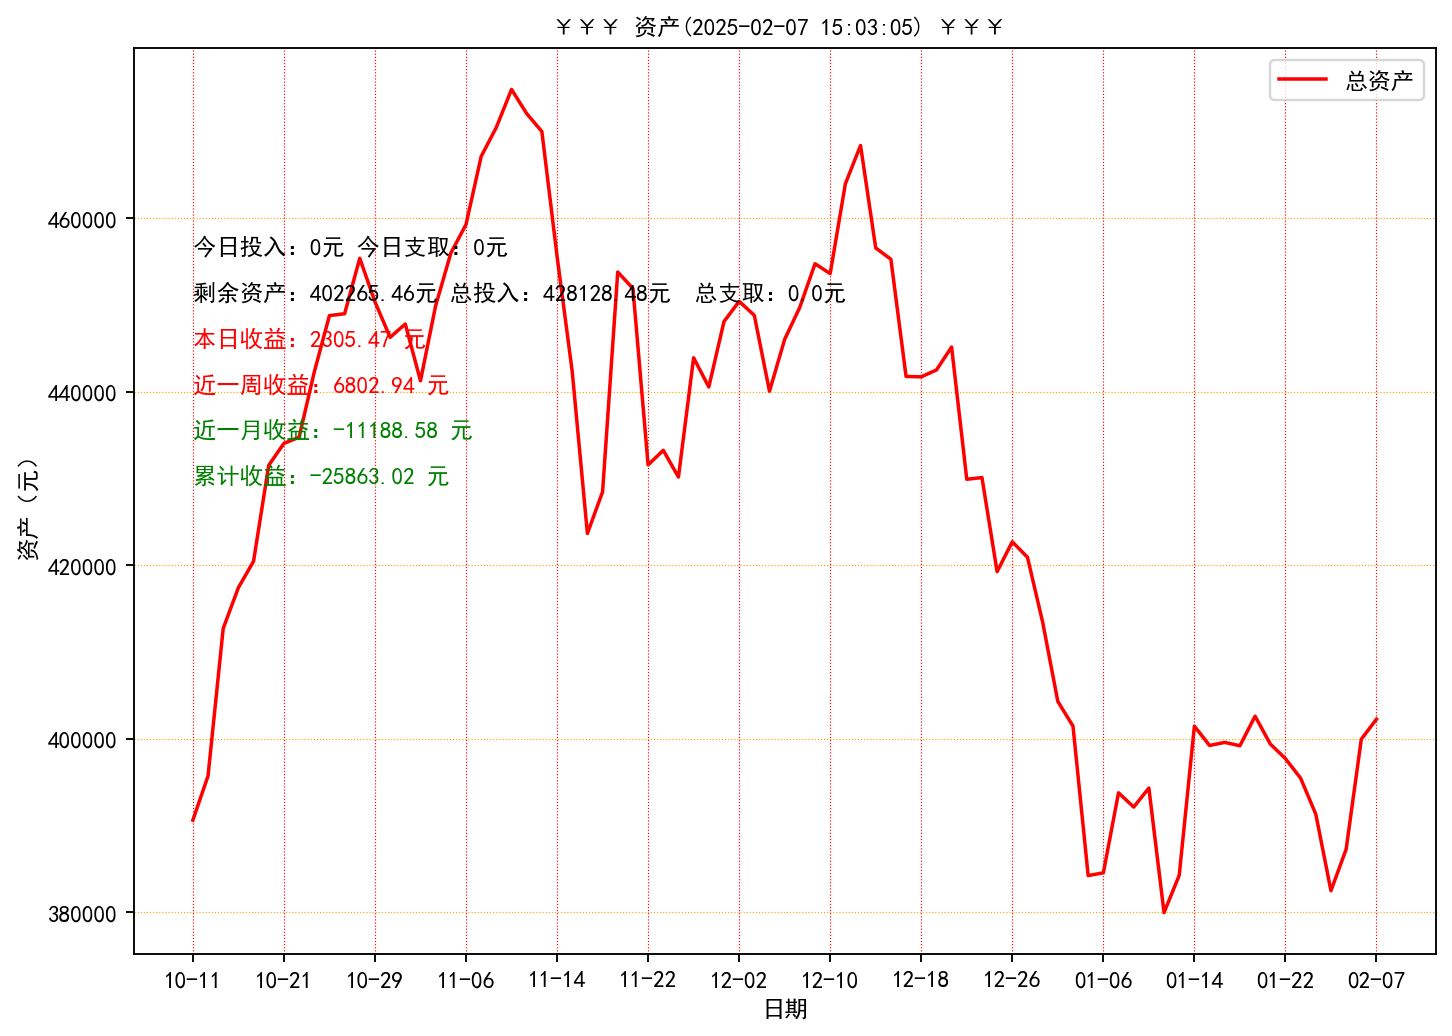 ￥￥￥ 资产(2025-02-07 15:03:05) ￥￥￥
总资产
460000
440000
420000
400000
380000
资产（元）
今日投入：0元 今日支取：0元
剩余资产：402265.46元 总投入：428128.48元 总支取：0.0元
本日收益：2305.47 元
近一周收益：6802.94 元
近一月收益：-11188.58 元
累计收益：-25863.02 元
10-11 10-21 10-29 11-06 11-14 11-22 12-02 12-10 12-18 12-26 01-06 01-14 01-22 02-07
日期